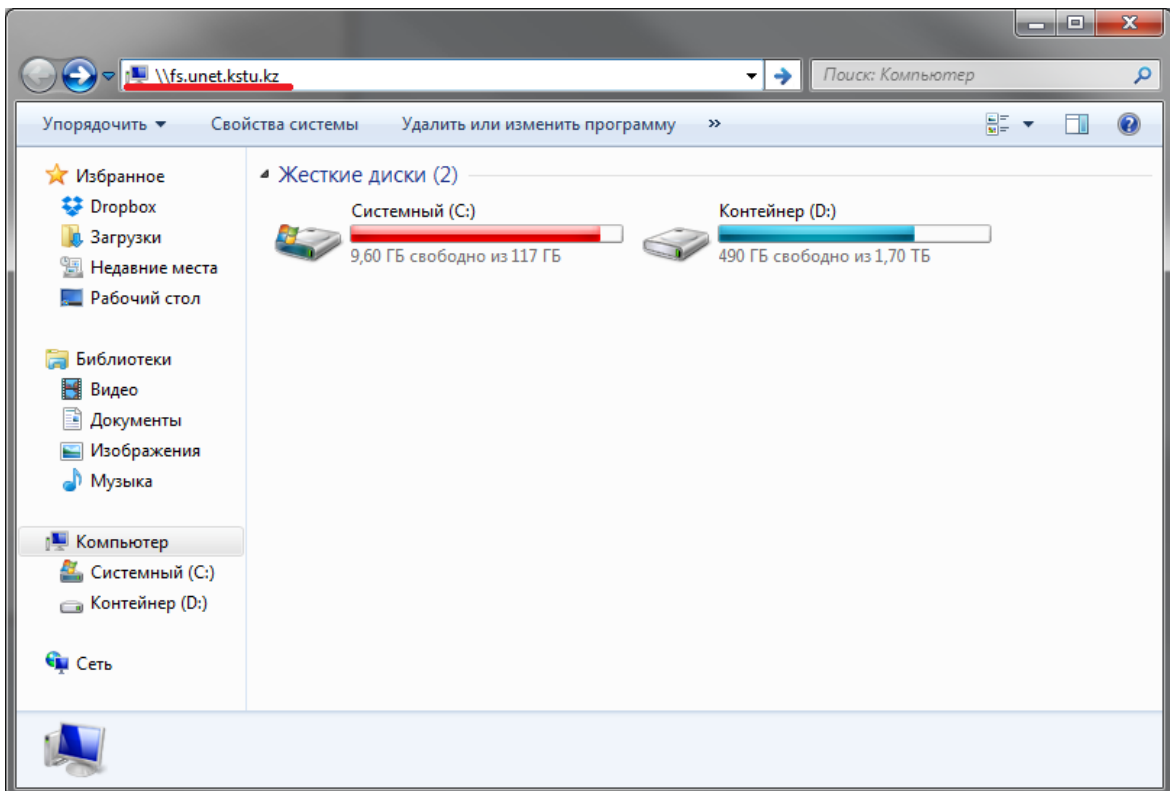 \\fs.unet.kstu.kz
Поиск: Компьютер
Упорядочить Свойства системы Удалить или изменить программу »
Избранное
Dropbox
Загрузки
Недавние места
Рабочий стол
Библиотеки
Видео
Документы
Изображения
Музыка
Компьютер
Системный (C:)
Контейнер (D:)
Сеть
Жесткие диски (2)
Системный (C:)
9,60 ГБ свободно из 117 ГБ
Контейнер (D:)
490 ГБ свободно из 1,70 ТБ